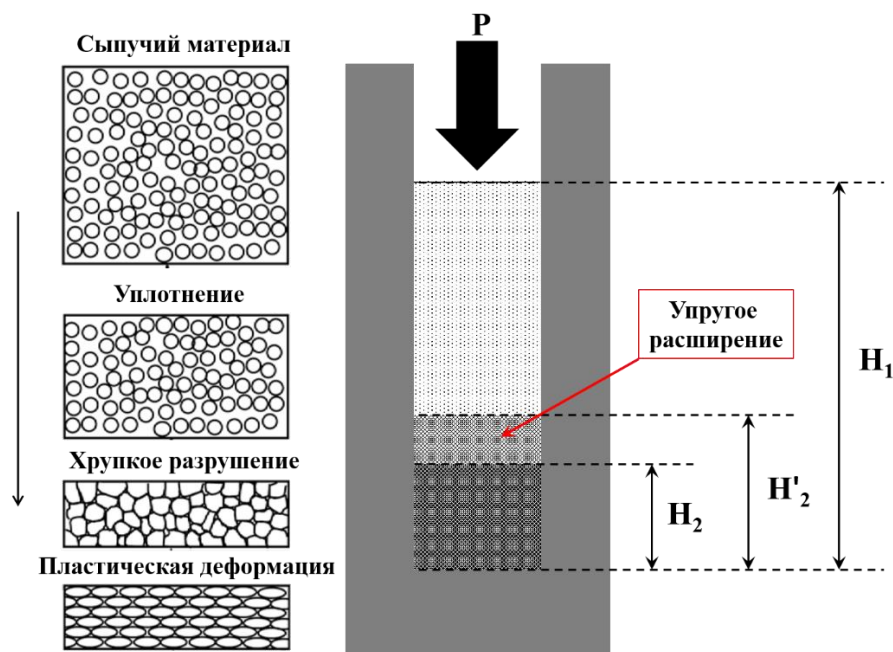 Сыпучий материал
Уплотнение
Хрупкое разрушение
Пластическая деформация
P
Упругое
расширение
H₁
H'₂
H₂